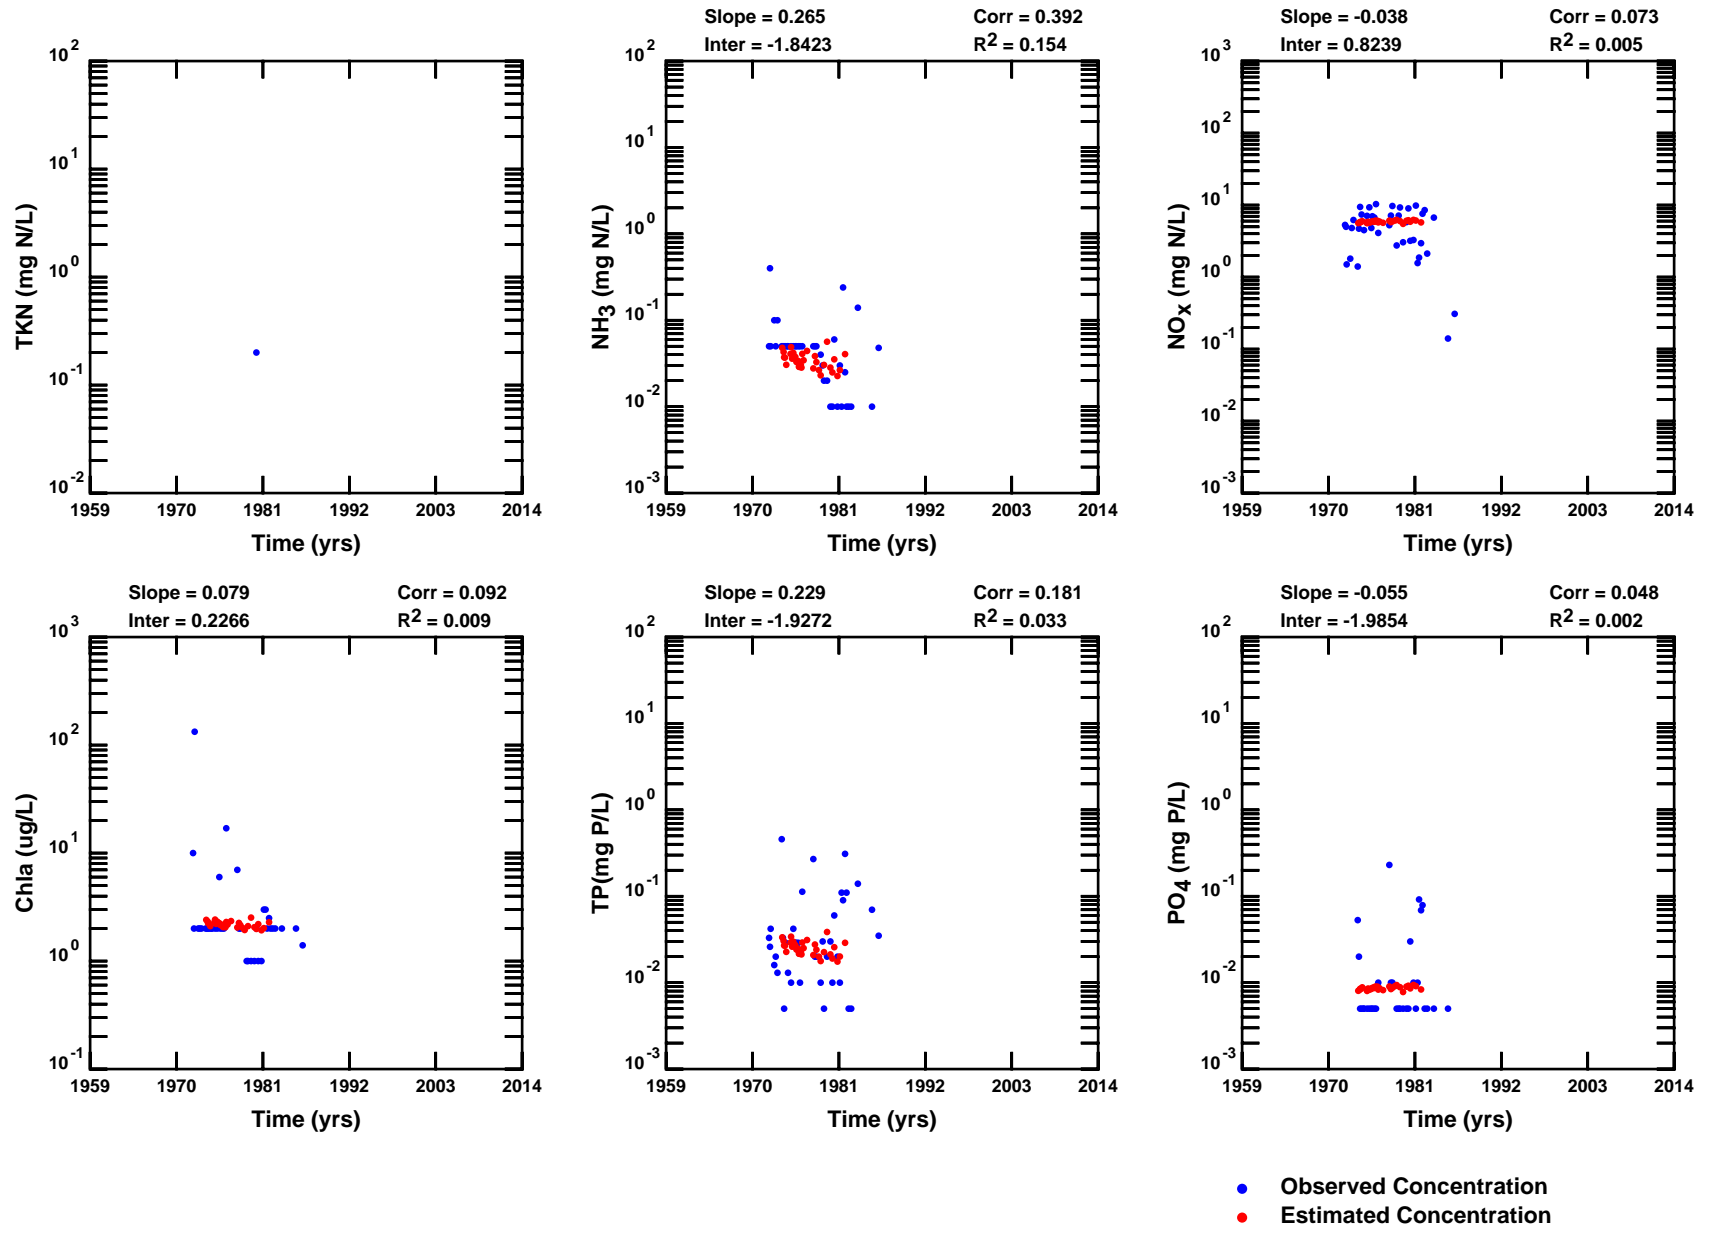 Slope = 0.265 Corr = 0.392
Inter = -1.8423 R2 = 0.154
Slope = -0.038 Corr = 0.073
Inter = 0.8239 R2 = 0.005
TKN (mg N/L)
10^2
10^1
10^0
10^-1
10^-2
1959 1970 1981 1992 2003 2014
Time (yrs)
NH3 (mg N/L)
10^2
10^1
10^0
10^-1
10^-2
10^-3
1959 1970 1981 1992 2003 2014
Time (yrs)
NOx (mg N/L)
10^3
10^2
10^1
10^0
10^-1
10^-2
10^-3
1959 1970 1981 1992 2003 2014
Time (yrs)
Slope = 0.079 Corr = 0.092
Inter = 0.2266 R2 = 0.009
Slope = 0.229 Corr = 0.181
Inter = -1.9272 R2 = 0.033
Slope = -0.055 Corr = 0.048
Inter = -1.9854 R2 = 0.002
Chla (ug/L)
10^3
10^2
10^1
10^0
10^-1
1959 1970 1981 1992 2003 2014
Time (yrs)
TP(mg P/L)
10^2
10^1
10^0
10^-1
10^-2
10^-3
1959 1970 1981 1992 2003 2014
Time (yrs)
PO4 (mg P/L)
10^2
10^1
10^0
10^-1
10^-2
10^-3
1959 1970 1981 1992 2003 2014
Time (yrs)
Observed Concentration
Estimated Concentration